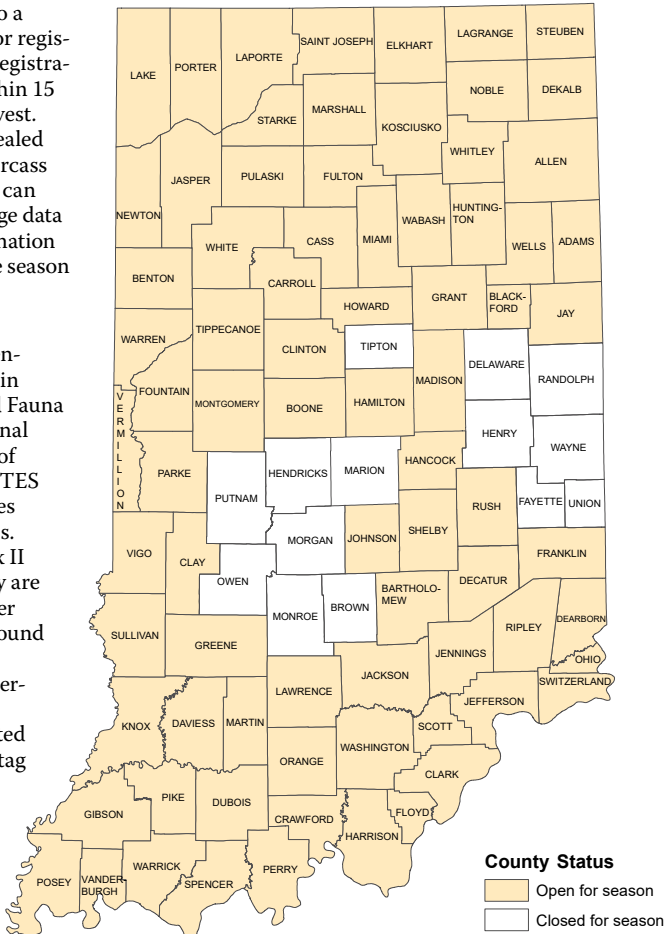 o a
or regis-
egistra-
hin 15
vest.
ealed
rcass
can
ge data
nation
e season
n-
in
l Fauna
nal
of
TES
es
s.
x II
y are
er
ound
er-
ted
tag
LAKE
PORTER
LAPORTE
SAINT JOSEPH
ELKHART
LAGRANGE
STEUBEN
NOBLE
DEKALB
STARKE
MARSHALL
KOSCIUSKO
WHITLEY
ALLEN
NEWTON
JASPER
PULASKI
FULTON
WABASH
HUNTING-
TON
MIAMI
WELLS
ADAMS
WHITE
CASS
BENTON
CARROLL
HOWARD
GRANT
BLACK-
FORD
JAY
WARREN
TIPPECANOE
CLINTON
TIPTON
MADISON
DELAWARE
RANDOLPH
FOUNTAIN
MONTGOMERY
BOONE
HAMILTON
VERMILLION
HENRY
WAYNE
PARKE
PUTNAM
HENDRICKS
MARION
HANCOCK
RUSH
FAYETTE
UNION
VIGO
CLAY
MORGAN
JOHNSON
SHELBY
FRANKLIN
OWEN
MONROE
BROWN
BARTHOLO-
MEW
DECATUR
SULLIVAN
GREENE
JENNINGS
RIPLEY
DEARBORN
OHIO
SWITZERLAND
LAWRENCE
JACKSON
JEFFERSON
KNOX
DAVIESS
MARTIN
SCOTT
ORANGE
WASHINGTON
CLARK
GIBSON
PIKE
DUBOIS
CRAWFORD
FLOYD
HARRISON
POSEY
VANDER-
BURGH
WARRICK
SPENCER
PERRY
County Status
Open for season
Closed for season